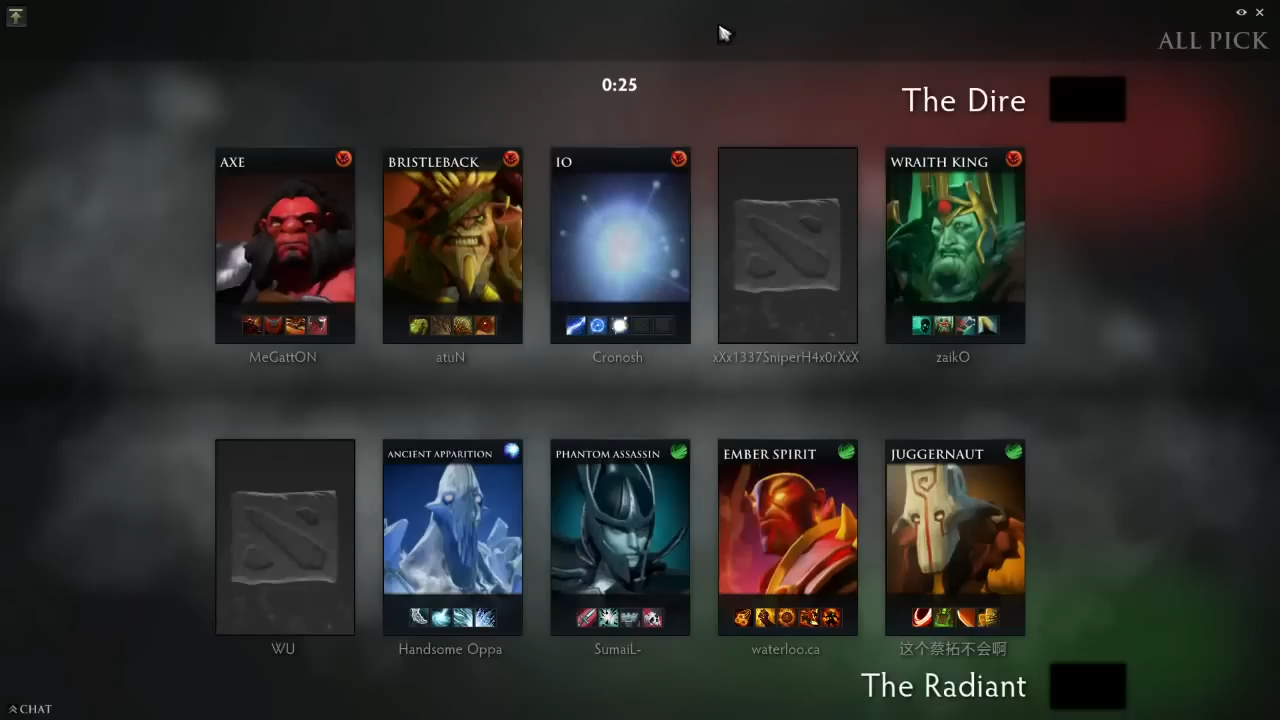 ALL PICK
0:25
The Dire
AXE
BRISTLEBACK
IO
WRAITH KING
MeGattON
atuN
Cronosh
xXx1337SniperH4x0rXxX
zaikO
ANCIENT APPARITION
PHANTOM ASSASSIN
EMBER SPIRIT
JUGGERNAUT
WU
Handsome Oppa
SumaiL-
waterloo.ca
这个蔡拓不会啊
The Radiant
CHAT